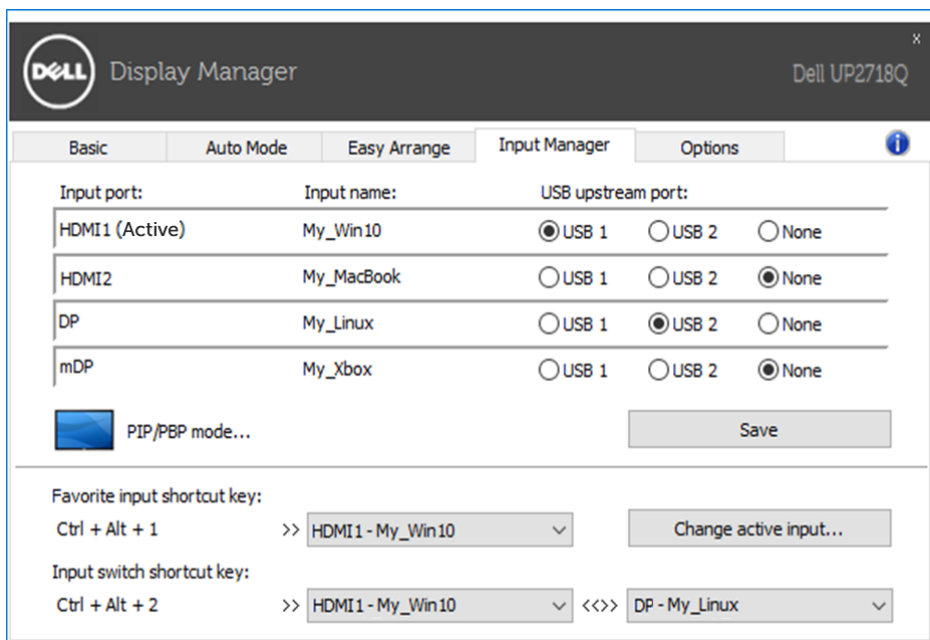 x
DELL Display Manager Dell UP2718Q
Basic Auto Mode Easy Arrange Input Manager Options i
Input port: Input name: USB upstream port:
HDMI1 (Active) My_Win10 USB 1 USB 2 None
HDMI2 My_MacBook USB 1 USB 2 None
DP My_Linux USB 1 USB 2 None
mDP My_Xbox USB 1 USB 2 None
PIP/PBP mode... Save
Favorite input shortcut key:
Ctrl + Alt + 1 >> HDMI1 - My_Win10 Change active input...
Input switch shortcut key:
Ctrl + Alt + 2 >> HDMI1 - My_Win10 <<>> DP - My_Linux